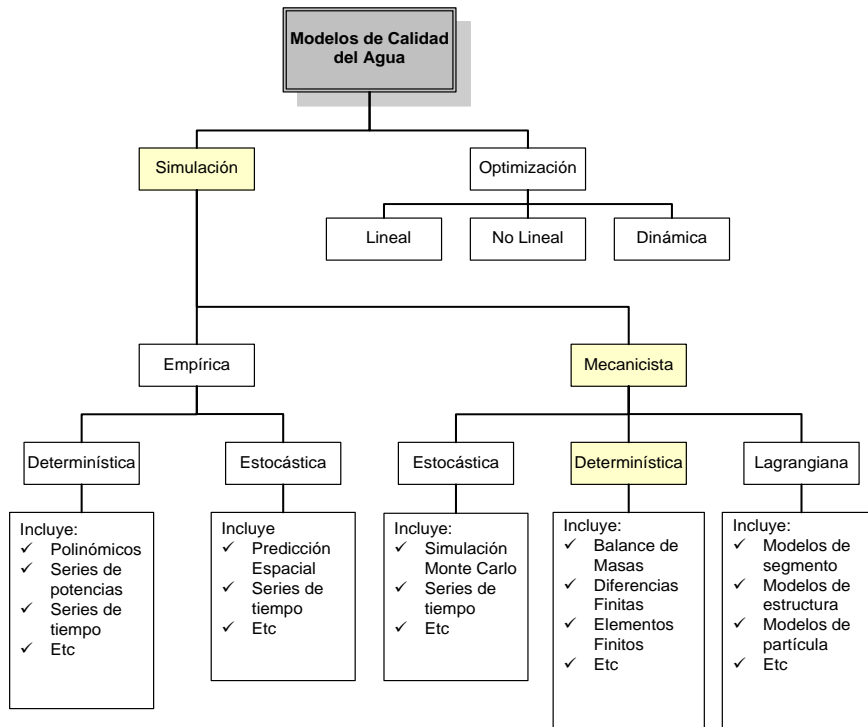 Modelos de Calidad
del Agua
Simulación
Optimización
Lineal
No Lineal
Dinámica
Empírica
Mecanicista
Determinística
Estocástica
Estocástica
Determinística
Lagrangiana
Incluye:
✓ Polinómicos
✓ Series de
potencias
✓ Series de
tiempo
✓ Etc
Incluye
✓ Predicción
Espacial
✓ Series de
tiempo
✓ Etc
Incluye:
✓ Simulación
Monte Carlo
✓ Series de
tiempo
✓ Etc
Incluye:
✓ Balance de
Masas
✓ Diferencias
Finitas
✓ Elementos
Finitos
✓ Etc
Incluye:
✓ Modelos de
segmento
✓ Modelos de
estructura
✓ Modelos de
partícula
✓ Etc